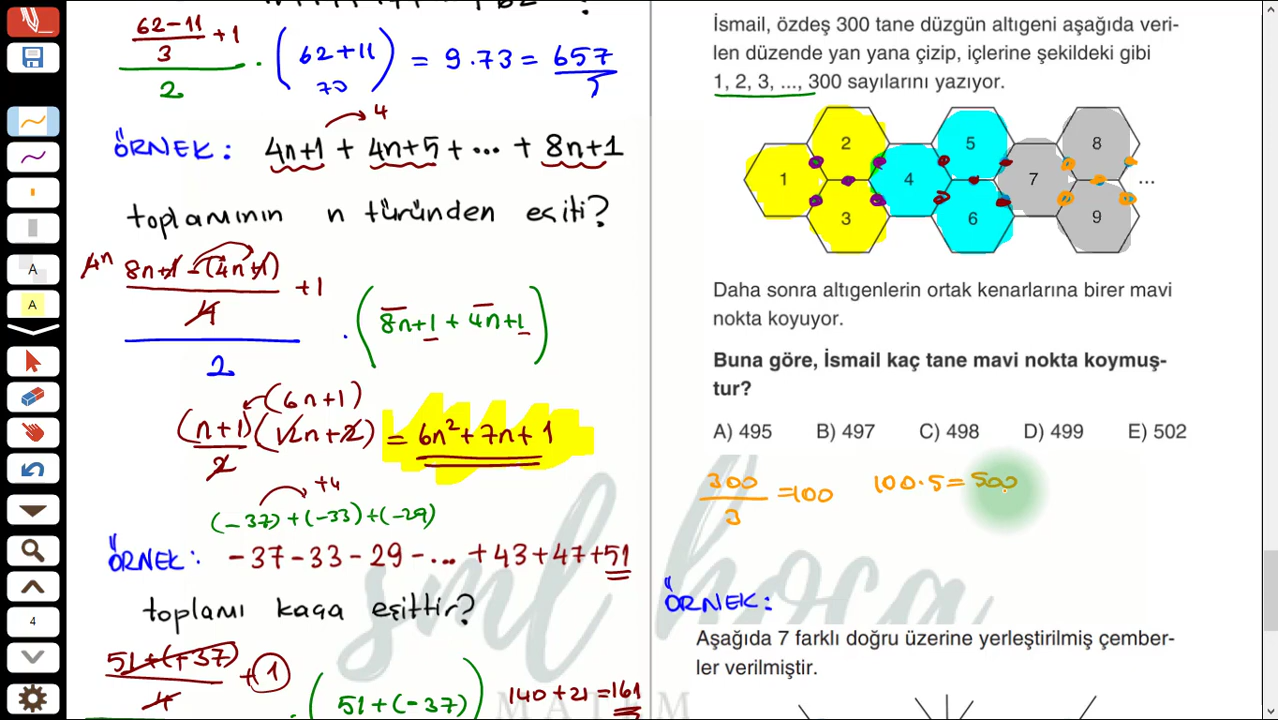 62-11
3
+1
2
(62+11)
73
= 9.73 = 657
4
ÖRNEK: 4n+1 + 4n+5 + ... + 8n+1
toplamının n türünden eşiti?
4n
8n+1-(4n+1)
4
+1
2
. (8n+1 + 4n+1)
(6n+1)
(n+1)(12n+2)
2
= 6n²+7n+1
+4
(-37)+(-33)+(-29)
ÖRNEK: -37-33-29-...+43+47+51
toplamı kaça eşittir?
51+(+37)
4
+1
(51+(-37)
140+21=161
A
A
4
İsmail, özdeş 300 tane düzgün altıgeni aşağıda veri-
len düzende yan yana çizip, içlerine şekildeki gibi
1, 2, 3, ..., 300 sayılarını yazıyor.
2 5 8
1 4 7 ...
3 6 9
Daha sonra altıgenlerin ortak kenarlarına birer mavi
nokta koyuyor.
Buna göre, İsmail kaç tane mavi nokta koymuş-
tur?
A) 495 B) 497 C) 498 D) 499 E) 502
300
3
=100
100.5=500
sml hoca
MATEM
ÖRNEK:
Aşağıda 7 farklı doğru üzerine yerleştirilmiş çember-
ler verilmiştir.